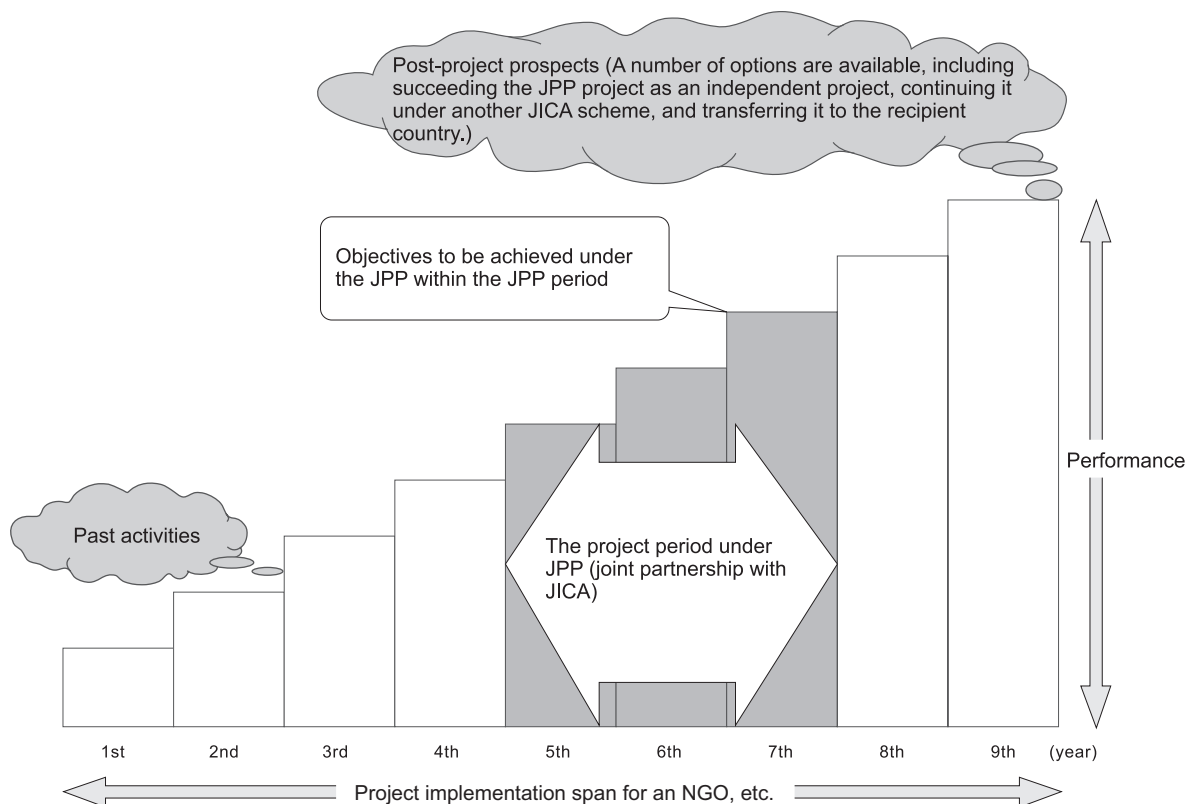 Post-project prospects (A number of options are available, including
succeeding the JPP project as an independent project, continuing it
under another JICA scheme, and transferring it to the recipient
country.)
Objectives to be achieved under
the JPP within the JPP period
Performance
Past activities
The project period under
JPP (joint partnership with
JICA)
1st 2nd 3rd 4th 5th 6th 7th 8th 9th (year)
Project implementation span for an NGO, etc.